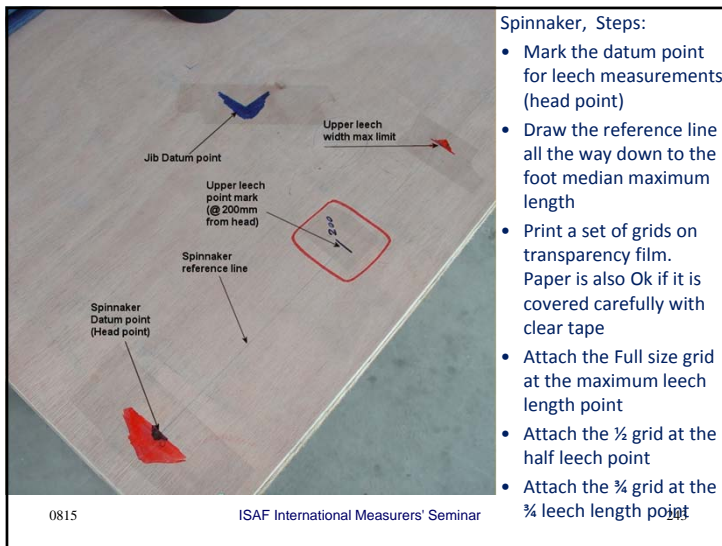 Spinnaker, Steps:
• Mark the datum point
for leech measurements
(head point)
• Draw the reference line
all the way down to the
foot median maximum
length
• Print a set of grids on
transparency film.
Paper is also Ok if it is
covered carefully with
clear tape
• Attach the Full size grid
at the maximum leech
length point
• Attach the ½ grid at the
half leech point
• Attach the ¾ grid at the
¾ leech length point
Jib Datum point
Upper leech
width max limit
Upper leech
point mark
(@ 200mm
from head)
200
Spinnaker
reference line
Spinnaker
Datum point
(Head point)
0815
ISAF International Measurers' Seminar